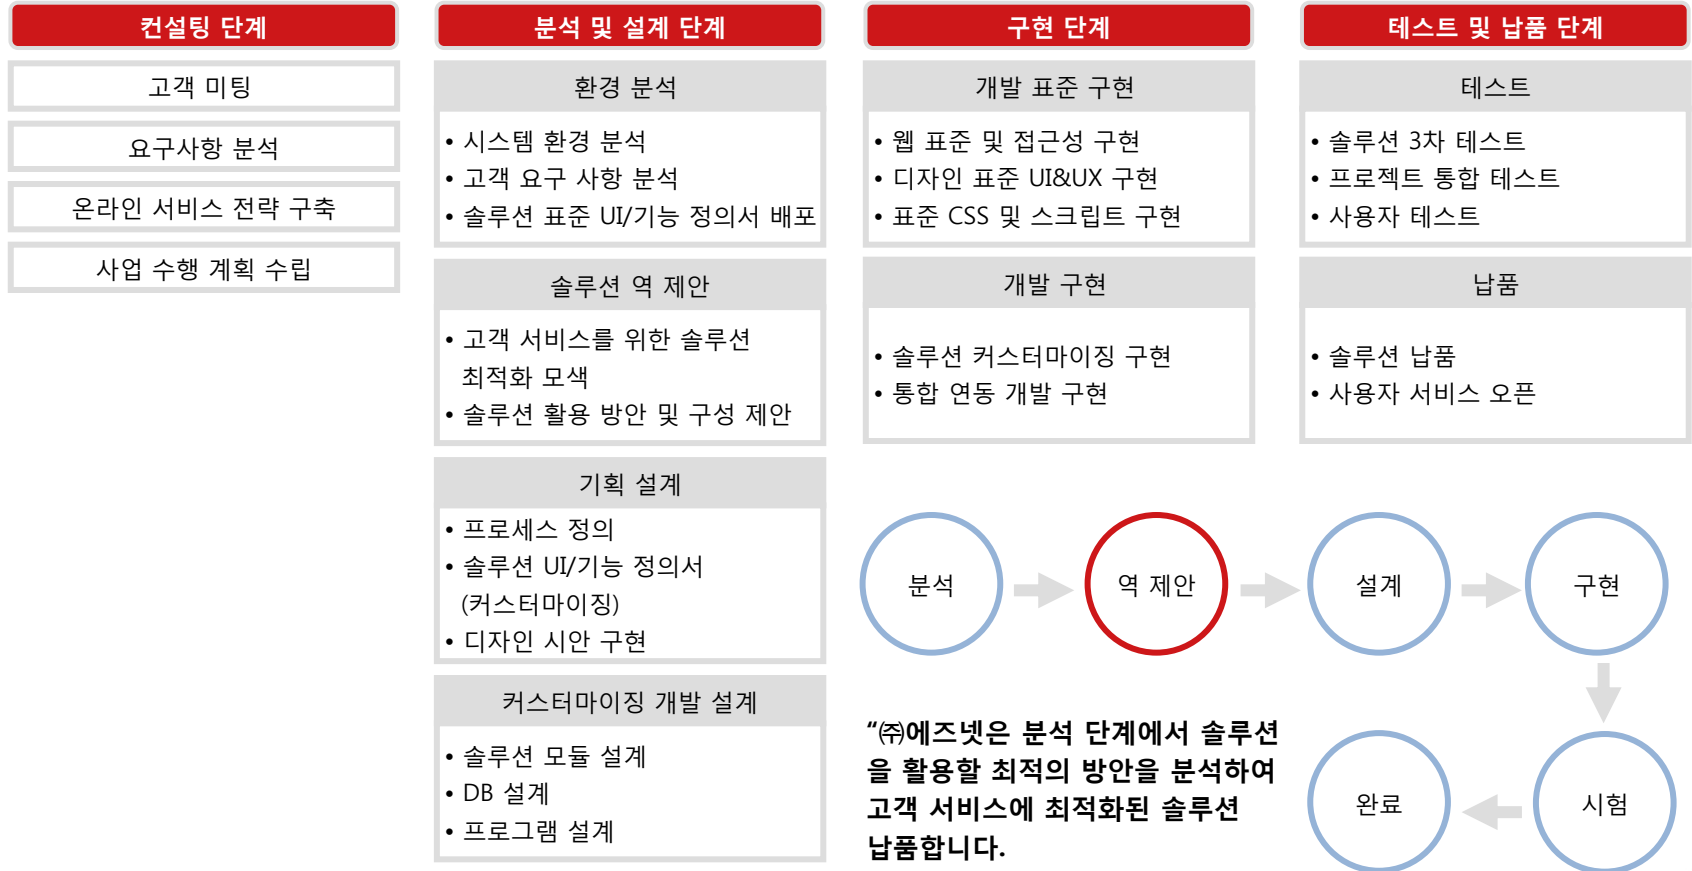 컨설팅 단계
고객 미팅
요구사항 분석
온라인 서비스 전략 구축
사업 수행 계획 수립
분석 및 설계 단계
환경 분석
• 시스템 환경 분석
• 고객 요구 사항 분석
• 솔루션 표준 UI/기능 정의서 배포
솔루션 역 제안
• 고객 서비스를 위한 솔루션
최적화 모색
• 솔루션 활용 방안 및 구성 제안
기획 설계
• 프로세스 정의
• 솔루션 UI/기능 정의서
(커스터마이징)
• 디자인 시안 구현
커스터마이징 개발 설계
• 솔루션 모듈 설계
• DB 설계
• 프로그램 설계
구현 단계
개발 표준 구현
• 웹 표준 및 접근성 구현
• 디자인 표준 UI&UX 구현
• 표준 CSS 및 스크립트 구현
개발 구현
• 솔루션 커스터마이징 구현
• 통합 연동 개발 구현
테스트 및 납품 단계
테스트
• 솔루션 3차 테스트
• 프로젝트 통합 테스트
• 사용자 테스트
납품
• 솔루션 납품
• 사용자 서비스 오픈
분석
역 제안
설계
구현
시험
완료
“㈜에즈넷은 분석 단계에서 솔루션
을 활용할 최적의 방안을 분석하여
고객 서비스에 최적화된 솔루션
납품합니다.